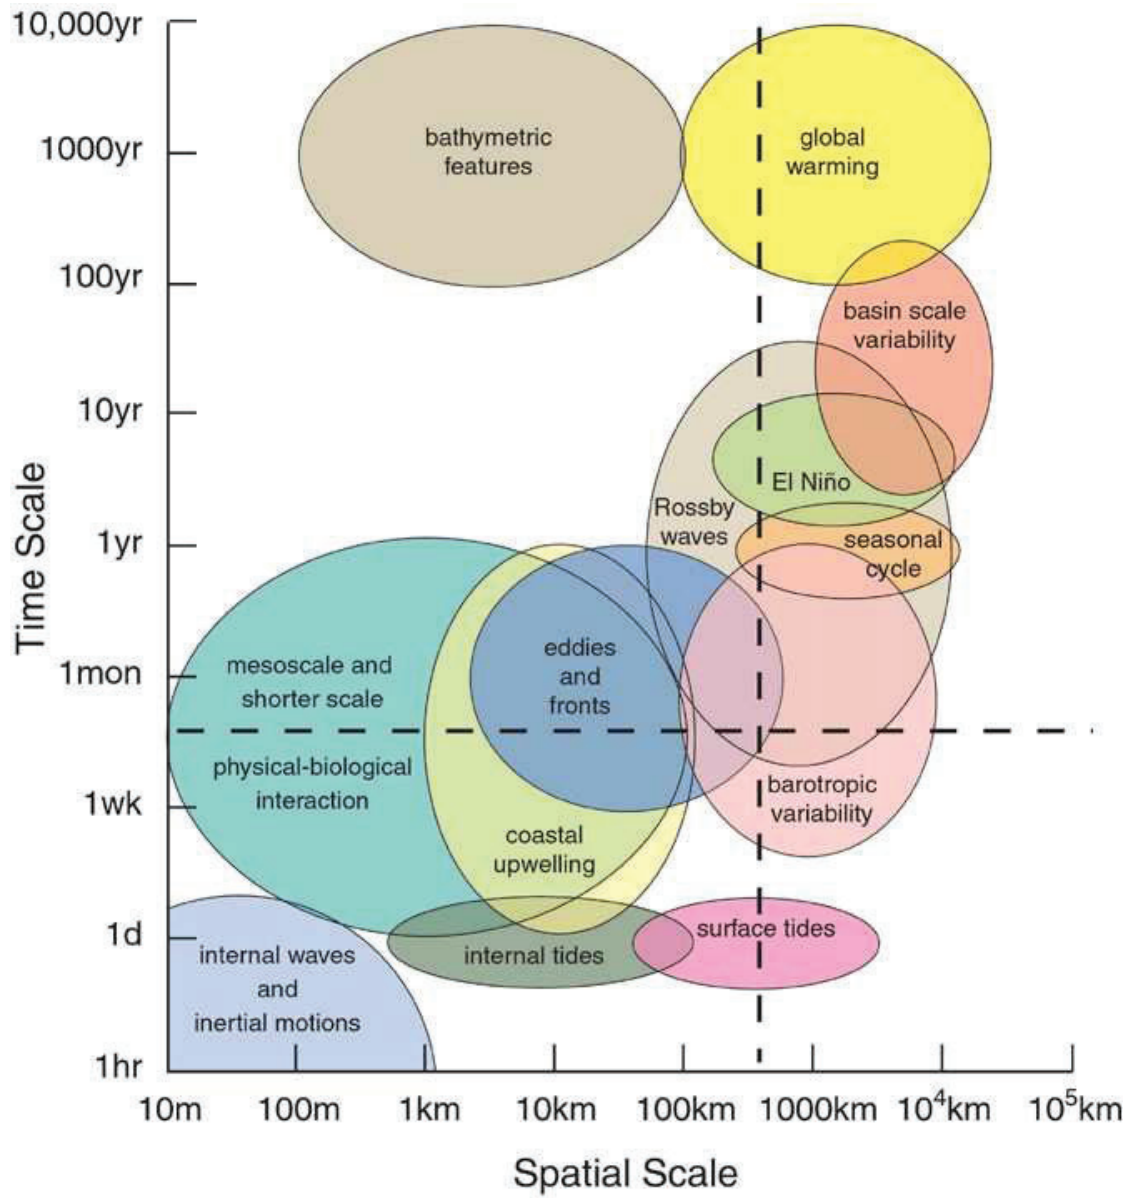 10,000yr
1000yr
100yr
10yr
1yr
1mon
1wk
1d
1hr
Time Scale
bathymetric
features
global
warming
basin scale
variability
El Niño
Rossby
waves
seasonal
cycle
mesoscale and
shorter scale
physical-biological
interaction
eddies
and
fronts
coastal
upwelling
barotropic
variability
internal waves
and
inertial motions
internal tides
surface tides
10m
100m
1km
10km
100km
1000km
10⁴km
10⁵km
Spatial Scale